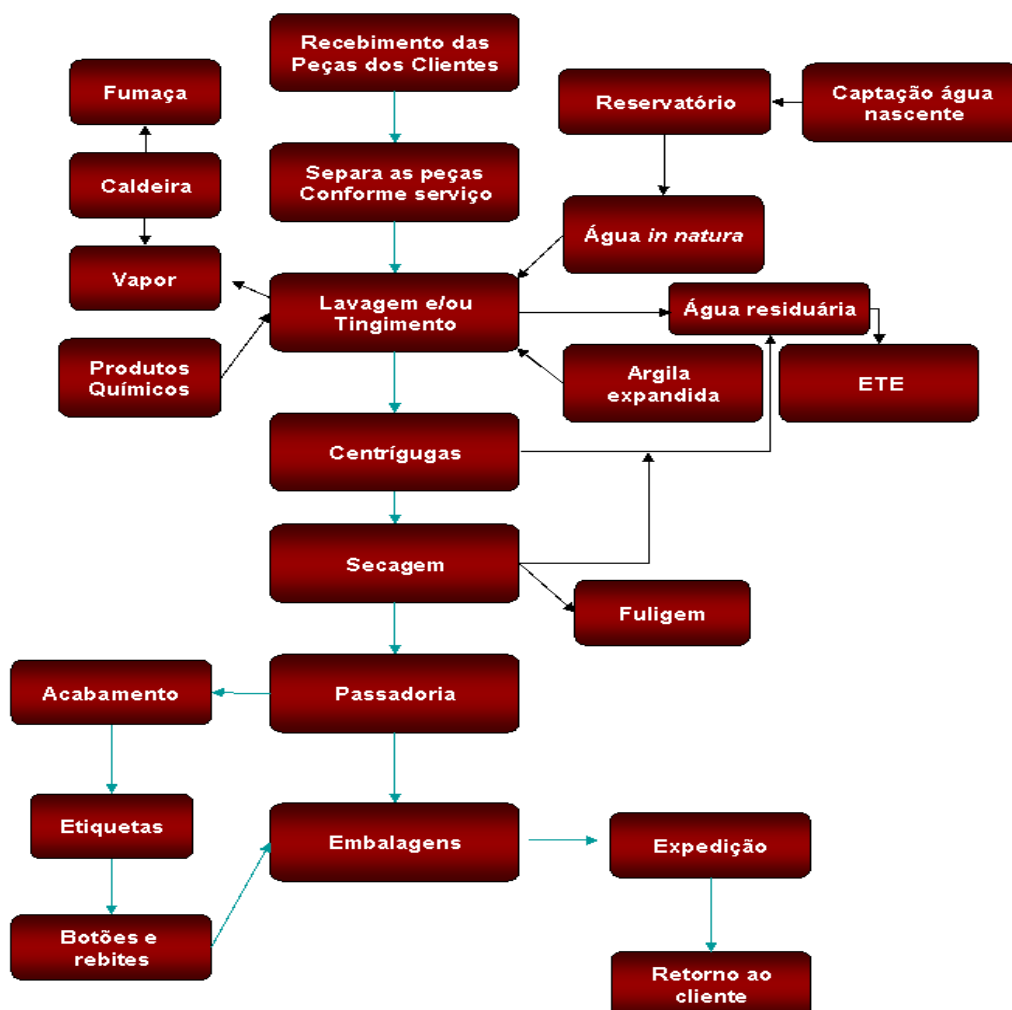 Recebimento das
Peças dos Clientes
Fumaça
Reservatório
Captação água
nascente
Caldeira
Separa as peças
Conforme serviço
Água in natura
Vapor
Lavagem e/ou
Tingimento
Água residuária
Produtos
Químicos
Argila
expandida
ETE
Centrígugas
Secagem
Fuligem
Acabamento
Passadoria
Etiquetas
Embalagens
Expedição
Botões e
rebites
Retorno ao
cliente